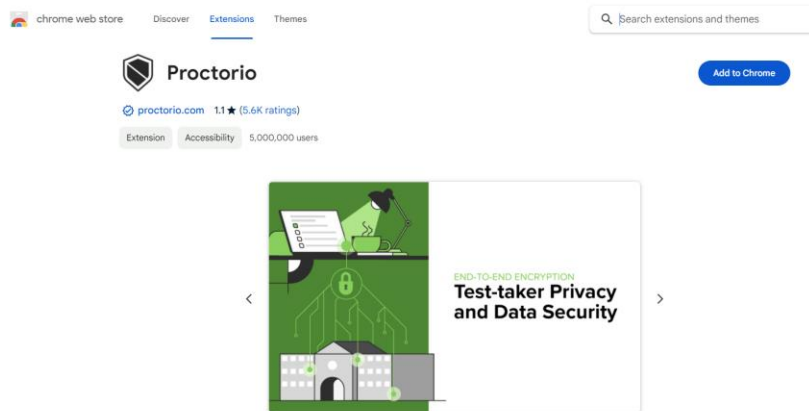 chrome web store
Discover Extensions Themes
Search extensions and themes
Proctorio
Add to Chrome
proctorio.com 1.1 ★ (5.6K ratings)
Extension Accessibility 5,000,000 users
END-TO-END ENCRYPTION
Test-taker Privacy
and Data Security